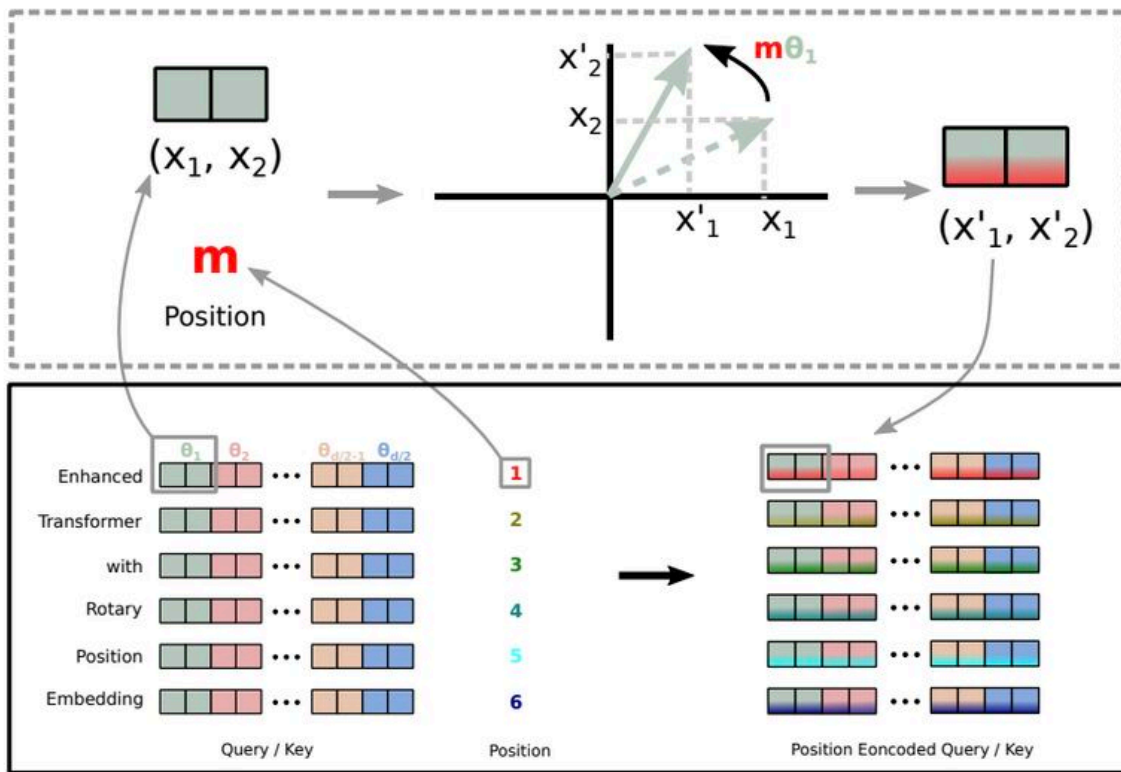 x'₂
mθ₁
x₂
(x₁, x₂)
x'₁ x₁
(x'₁, x'₂)
m
Position
θ₁ θ₂ θd/2-1 θd/2
Enhanced ••• 1 •••
Transformer ••• 2 •••
with ••• 3 •••
Rotary ••• 4 •••
Position ••• 5 •••
Embedding ••• 6 •••
Query / Key Position Position Eoncoded Query / Key